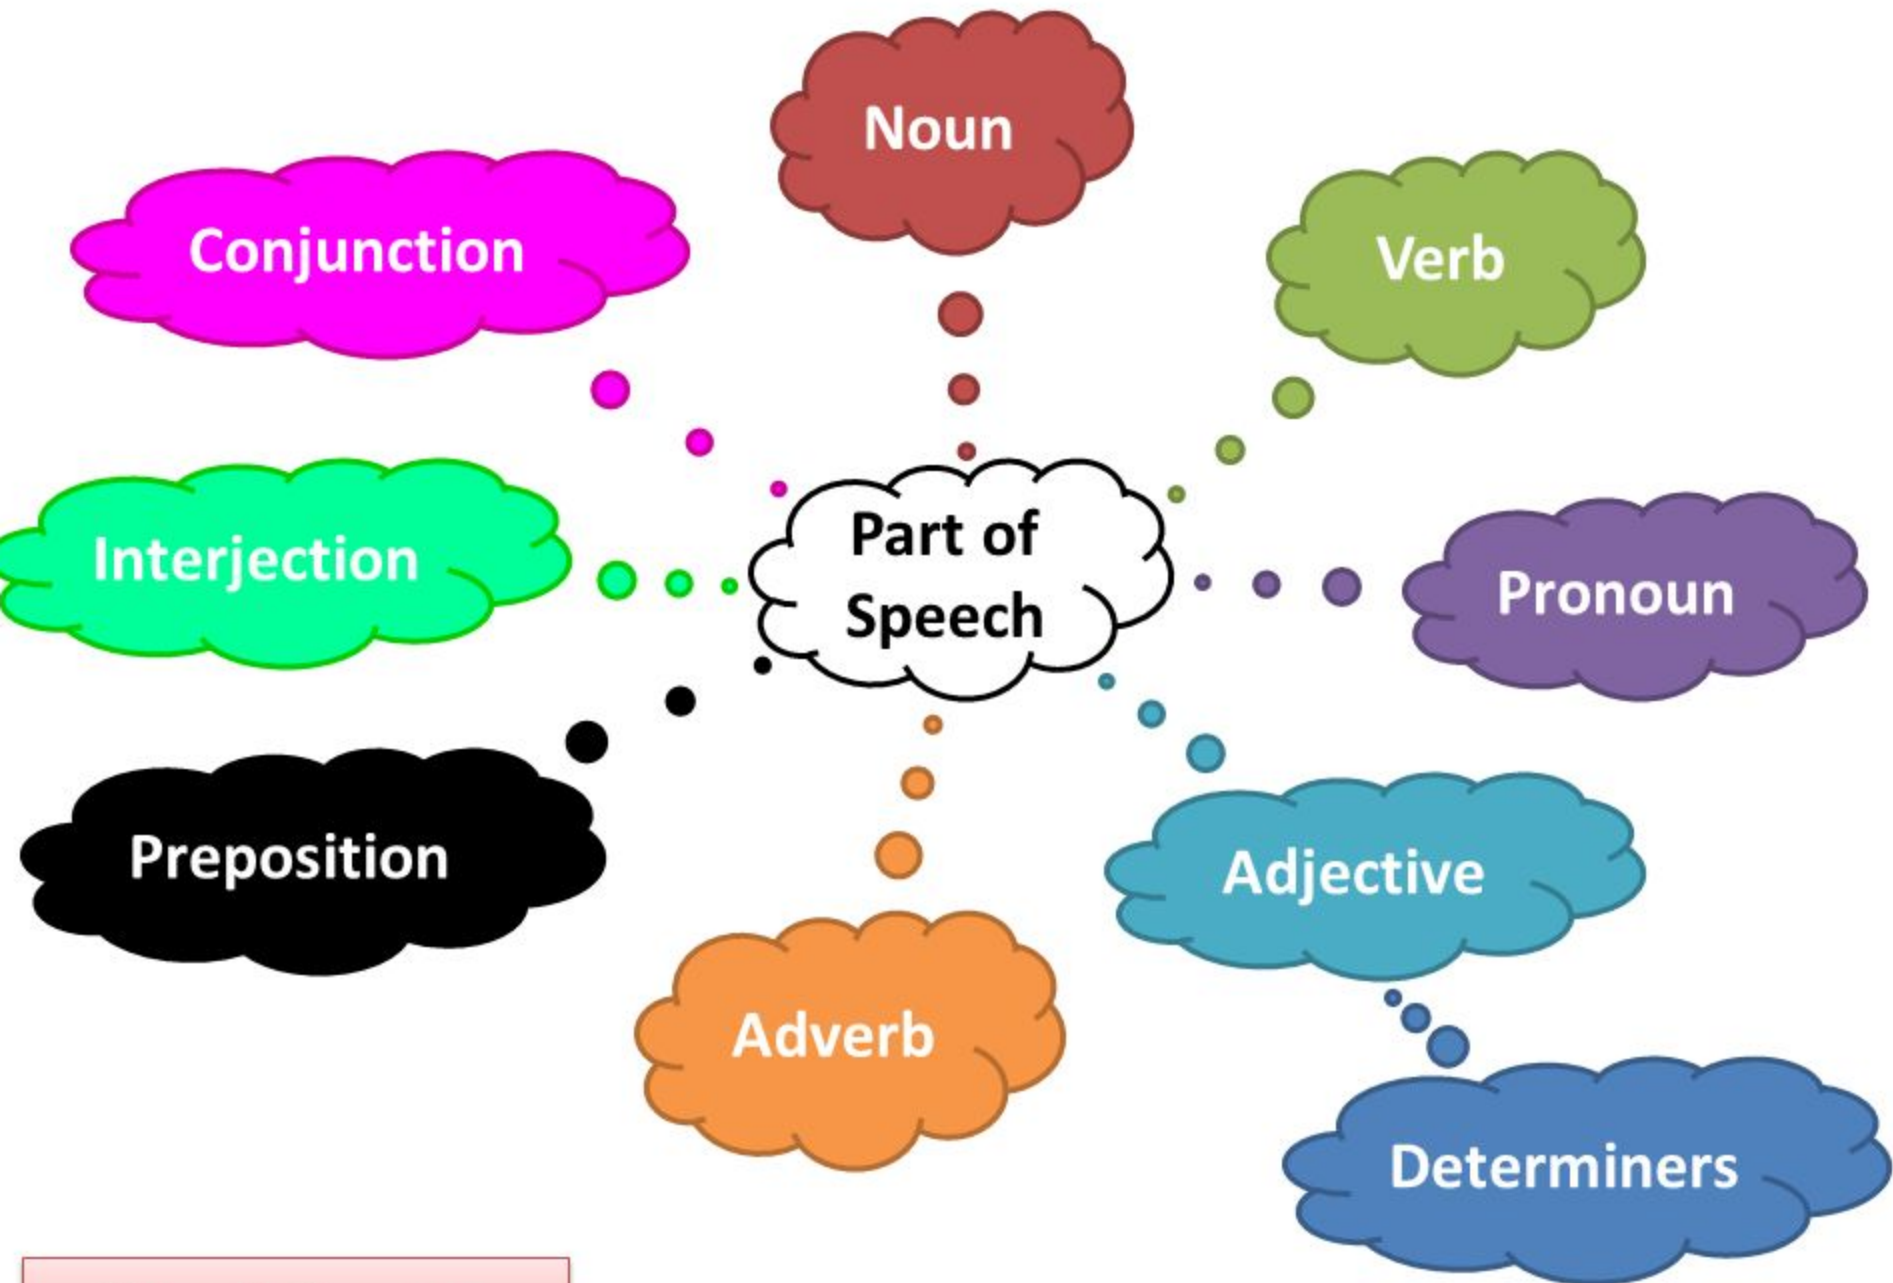 Noun
Conjunction
Verb
Part of
Speech
Interjection
Pronoun
Preposition
Adjective
Adverb
Determiners